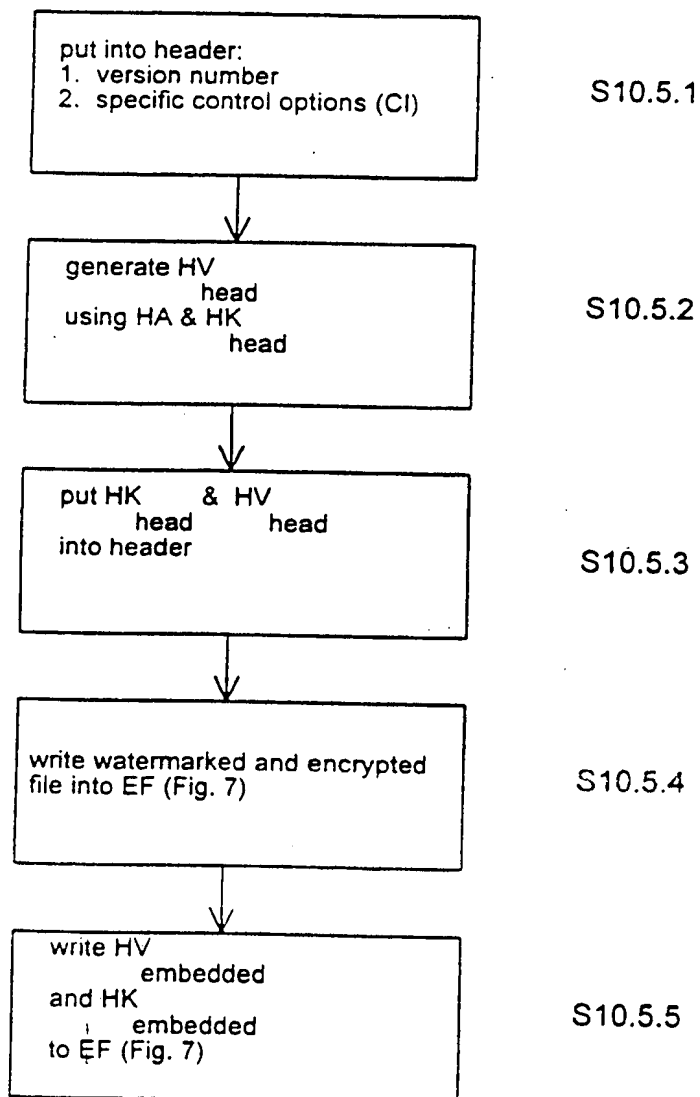 put into header:
1. version number
2. specific control options (CI)
S10.5.1
generate HV
head
using HA & HK
head
S10.5.2
put HK & HV
head head
into header
S10.5.3
write watermarked and encrypted
file into EF (Fig. 7)
S10.5.4
write HV
embedded
and HK
embedded
to EF (Fig. 7)
S10.5.5